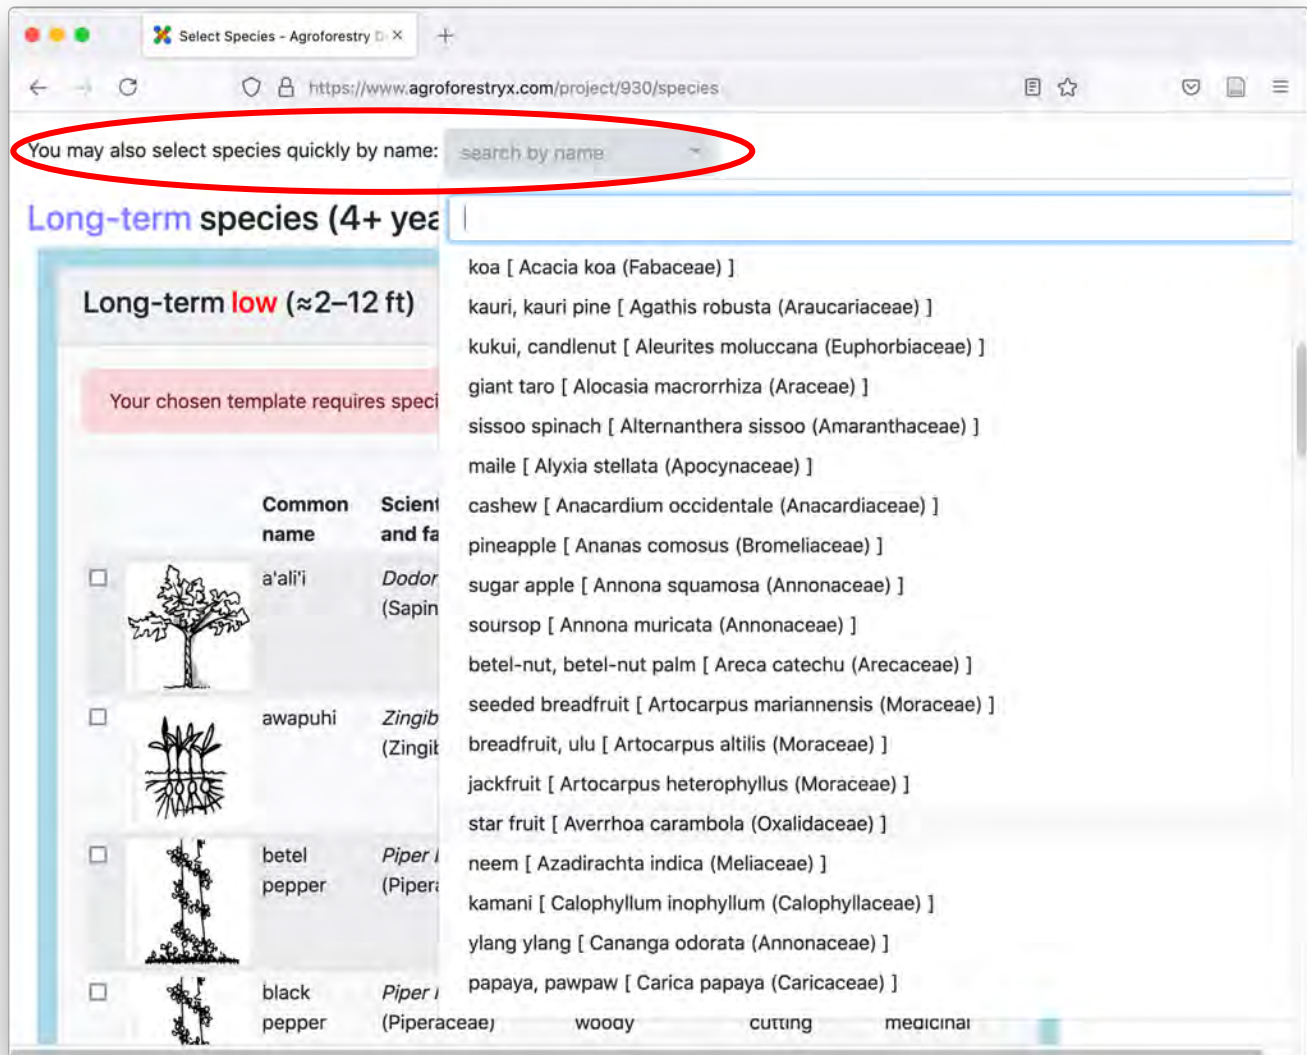 Select Species - Agroforestry D
https://www.agroforestryx.com/project/930/species
You may also select species quickly by name: search by name
Long-term species (4+ yea
Long-term low (≈2–12 ft)
Your chosen template requires speci
Common name
Scient
and fa
a'ali'i
Dodor
(Sapin
awapuhi
Zingib
(Zingib
betel pepper
Piper
(Pipera
black pepper
Piper
(Piperaceae)
woody
cutting
medicinal
koa [ Acacia koa (Fabaceae) ]
kauri, kauri pine [ Agathis robusta (Araucariaceae) ]
kukui, candlenut [ Aleurites moluccana (Euphorbiaceae) ]
giant taro [ Alocasia macrorrhiza (Araceae) ]
sissoo spinach [ Alternanthera sissoo (Amaranthaceae) ]
maile [ Alyxia stellata (Apocynaceae) ]
cashew [ Anacardium occidentale (Anacardiaceae) ]
pineapple [ Ananas comosus (Bromeliaceae) ]
sugar apple [ Annona squamosa (Annonaceae) ]
soursop [ Annona muricata (Annonaceae) ]
betel-nut, betel-nut palm [ Areca catechu (Arecaceae) ]
seeded breadfruit [ Artocarpus mariannensis (Moraceae) ]
breadfruit, ulu [ Artocarpus altilis (Moraceae) ]
jackfruit [ Artocarpus heterophyllus (Moraceae) ]
star fruit [ Averrhoa carambola (Oxalidaceae) ]
neem [ Azadirachta indica (Meliaceae) ]
kamani [ Calophyllum inophyllum (Calophyllaceae) ]
ylang ylang [ Cananga odorata (Annonaceae) ]
papaya, pawpaw [ Carica papaya (Caricaceae) ]